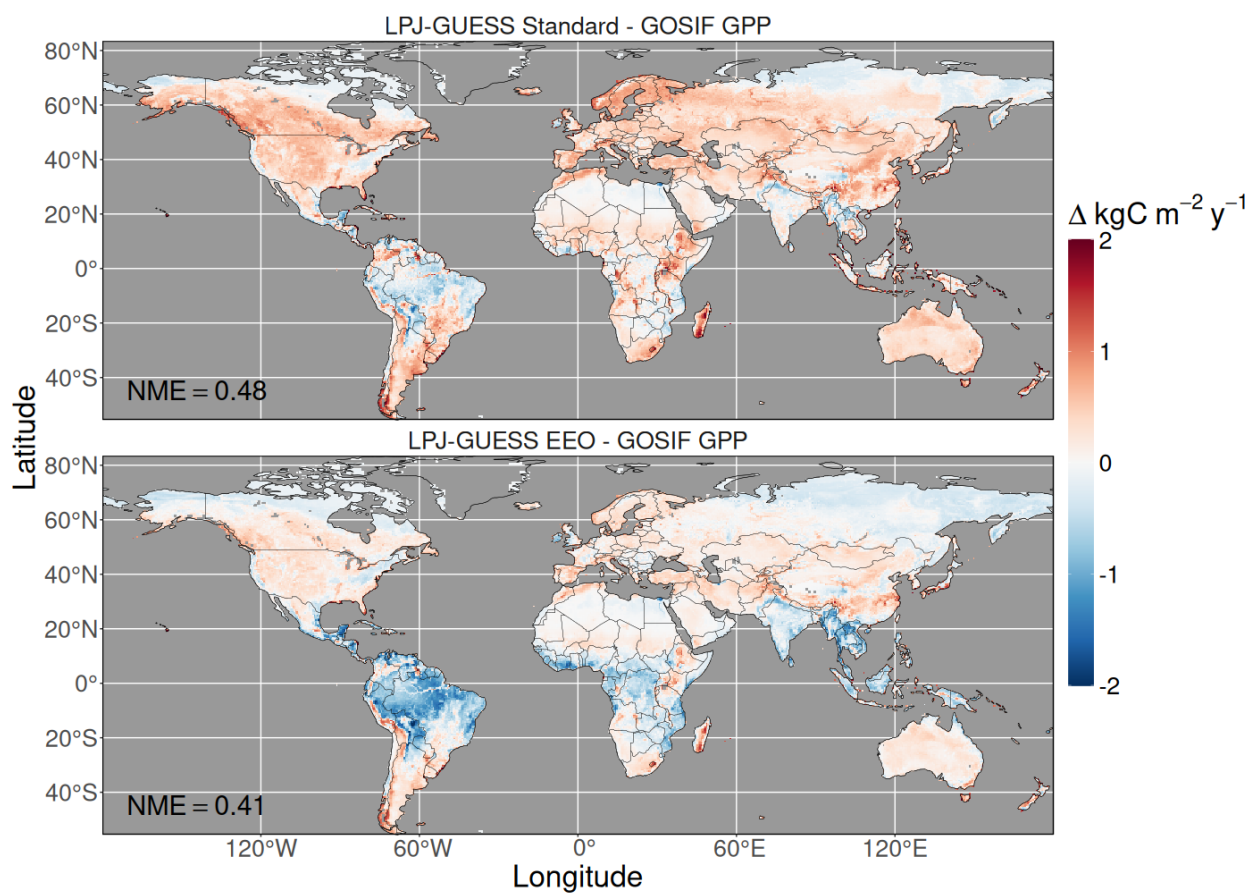 LPJ-GUESS Standard - GOSIF GPP
80°N
60°N
40°N
20°N
0°
20°S
40°S
NME = 0.48
LPJ-GUESS EEO - GOSIF GPP
80°N
60°N
40°N
20°N
0°
20°S
40°S
NME = 0.41
120°W
60°W
0°
60°E
120°E
Longitude
Latitude
Δ kgC m⁻² y⁻¹
2
1
0
-1
-2